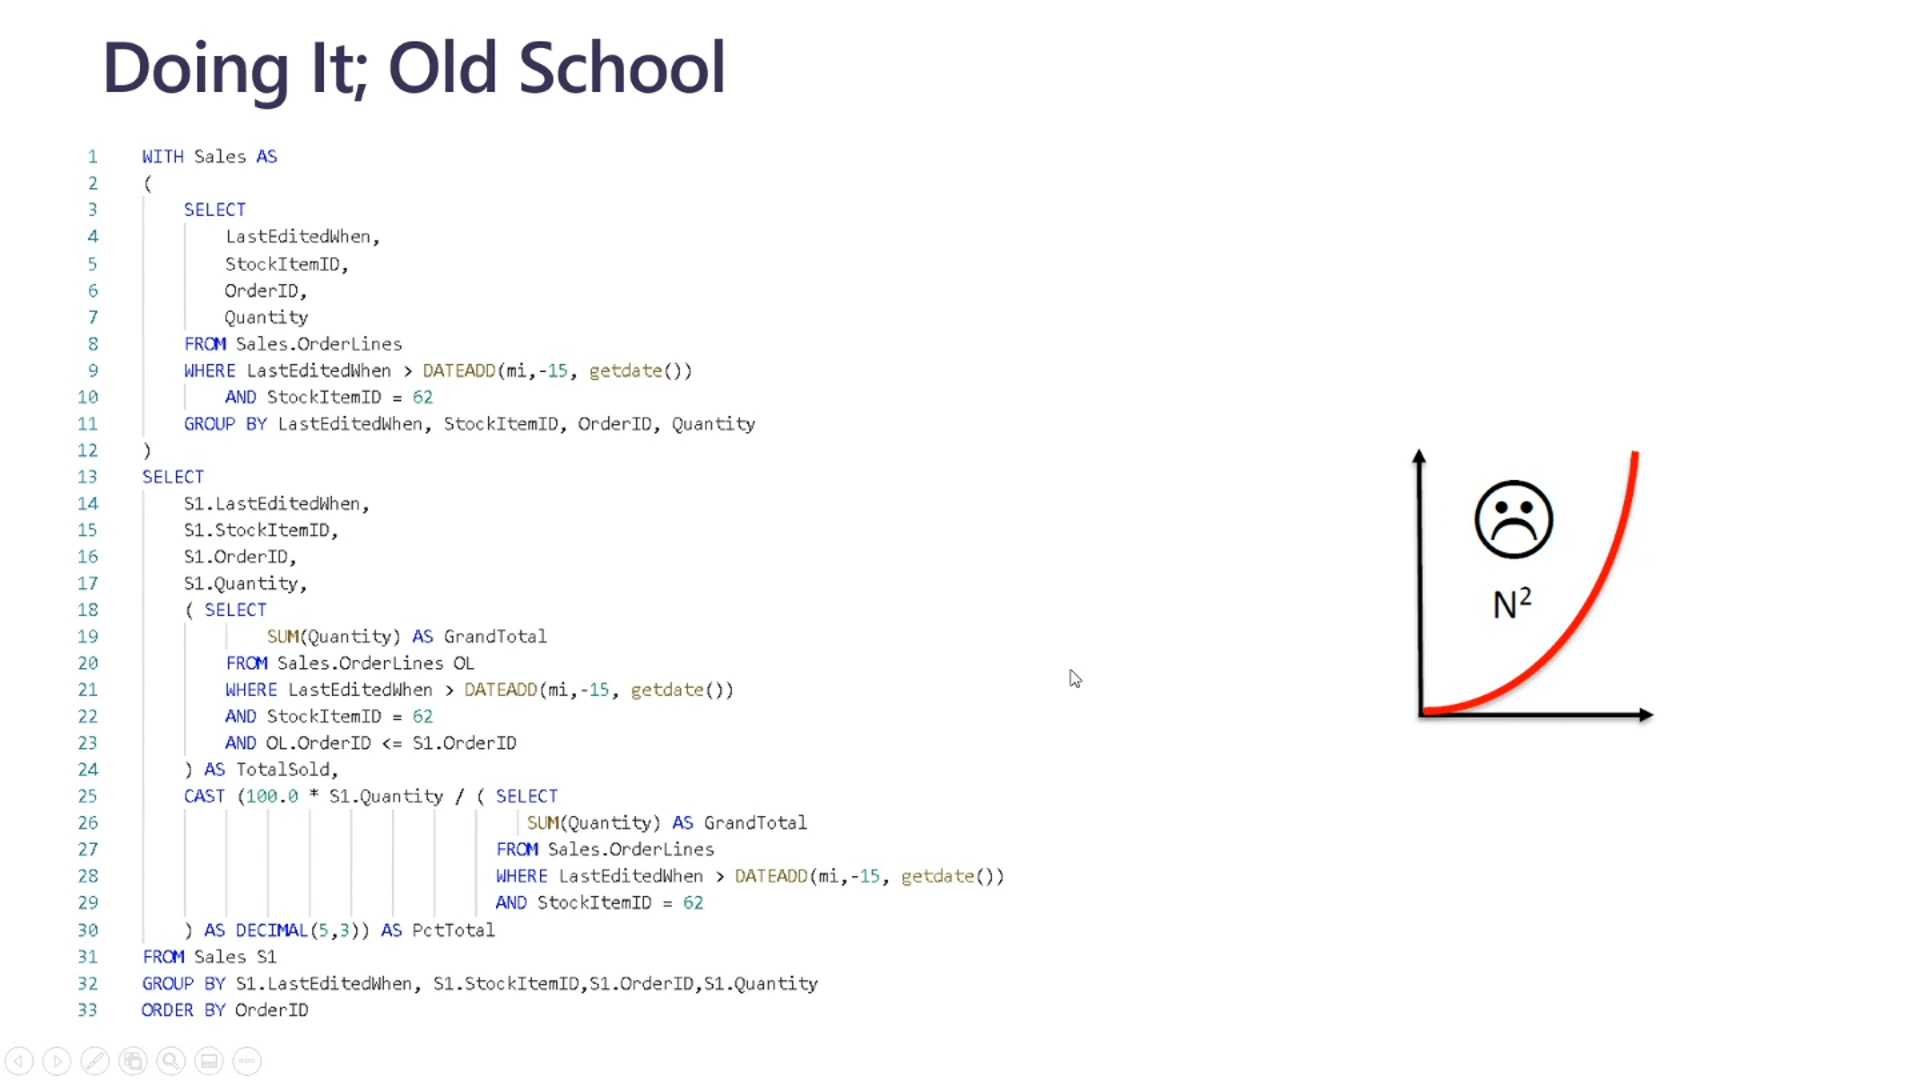 Doing It; Old School
1 WITH Sales AS
2 (
3 SELECT
4 LastEditedWhen,
5 StockItemID,
6 OrderID,
7 Quantity
8 FROM Sales.OrderLines
9 WHERE LastEditedWhen > DATEADD(mi,-15, getdate())
10 AND StockItemID = 62
11 GROUP BY LastEditedWhen, StockItemID, OrderID, Quantity
12 )
13 SELECT
14 S1.LastEditedWhen,
15 S1.StockItemID,
16 S1.OrderID,
17 S1.Quantity,
18 ( SELECT
19 SUM(Quantity) AS GrandTotal
20 FROM Sales.OrderLines OL
21 WHERE LastEditedWhen > DATEADD(mi,-15, getdate())
22 AND StockItemID = 62
23 AND OL.OrderID <= S1.OrderID
24 ) AS TotalSold,
25 CAST (100.0 * S1.Quantity / ( SELECT
26 SUM(Quantity) AS GrandTotal
27 FROM Sales.OrderLines
28 WHERE LastEditedWhen > DATEADD(mi,-15, getdate())
29 AND StockItemID = 62
30 ) AS DECIMAL(5,3)) AS PctTotal
31 FROM Sales S1
32 GROUP BY S1.LastEditedWhen, S1.StockItemID,S1.OrderID,S1.Quantity
33 ORDER BY OrderID
N²